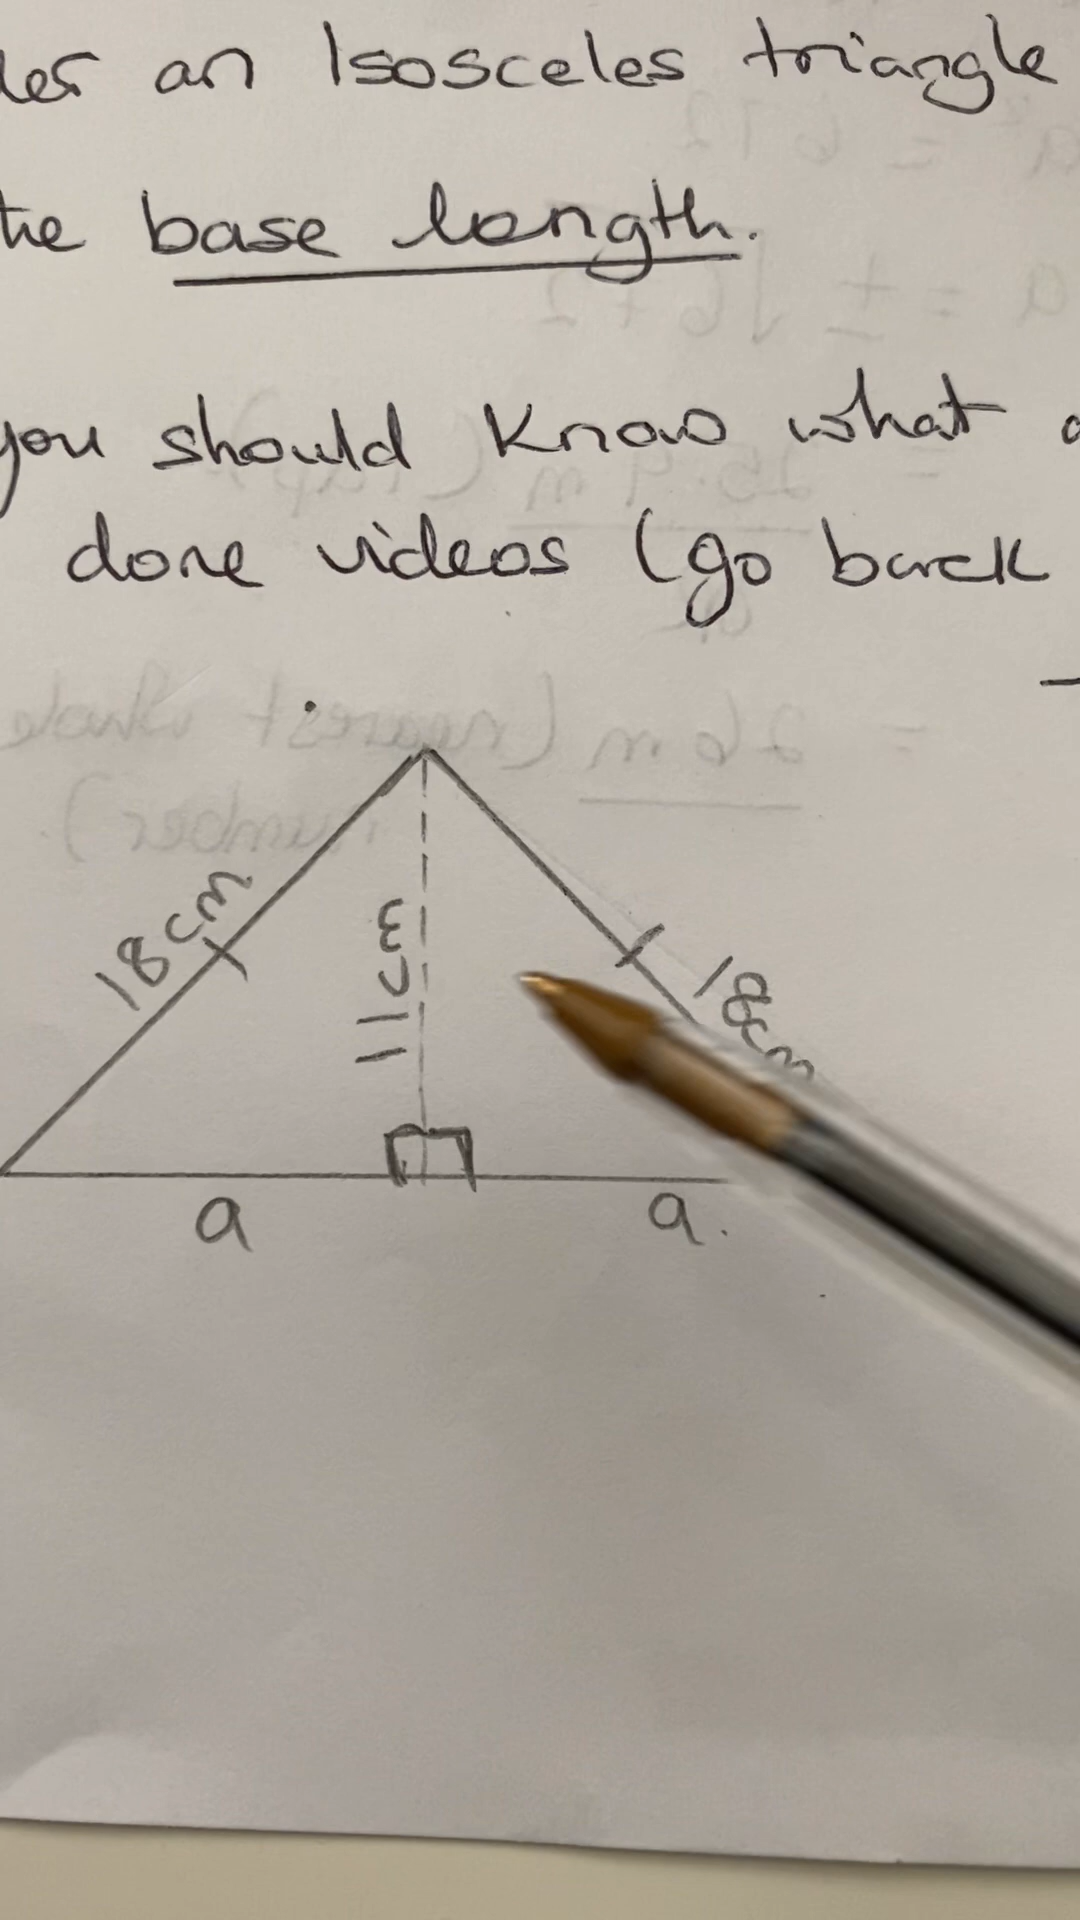 an Isosceles triangle
the base length.
you should know what
done videos (go back
18cm
11cm
18cm
a
a.